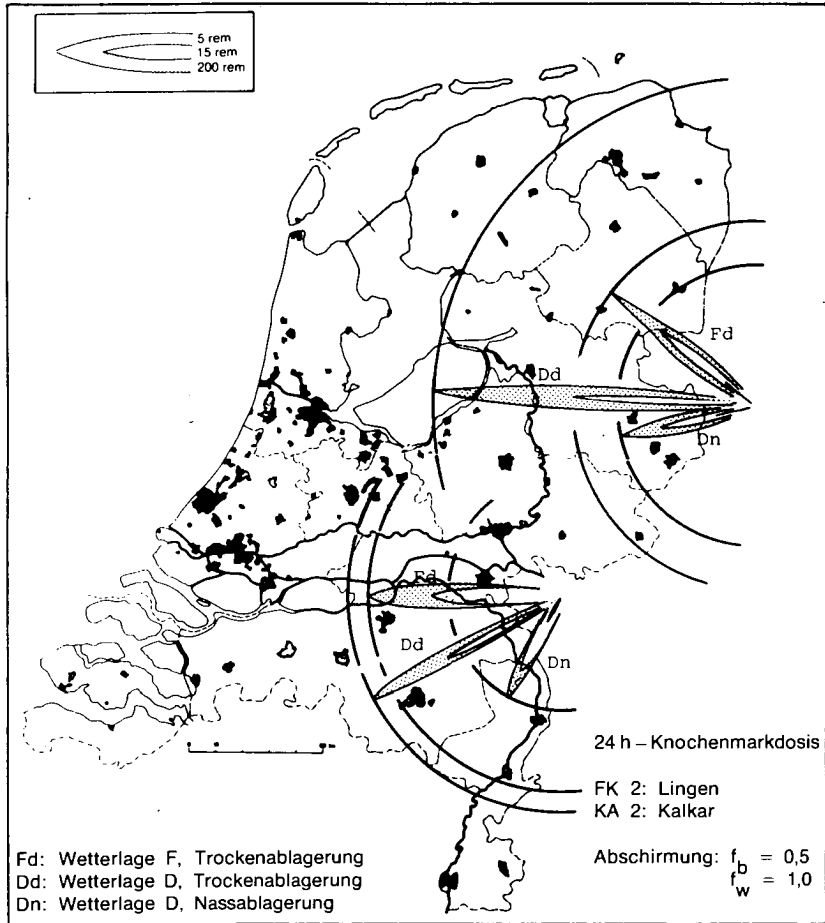 5 rem
15 rem
200 rem
Fd
Dd
Dn
Fd
Dd
Dn
24 h – Knochenmarkdosis
FK 2: Lingen
KA 2: Kalkar
Fd: Wetterlage F, Trockenablagerung
Dd: Wetterlage D, Trockenablagerung
Dn: Wetterlage D, Nassablagerung
Abschirmung: f_b = 0,5
f_w = 1,0